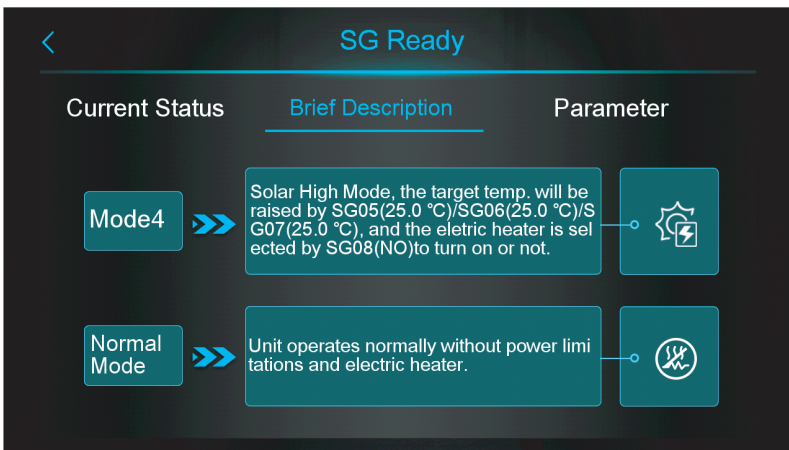 SG Ready
Current Status
Brief Description
Parameter
Mode4
Solar High Mode, the target temp. will be
raised by SG05(25.0 °C)/SG06(25.0 °C)/S
G07(25.0 °C), and the eletric heater is sel
ected by SG08(NO)to turn on or not.
Normal
Mode
Unit operates normally without power limi
tations and electric heater.